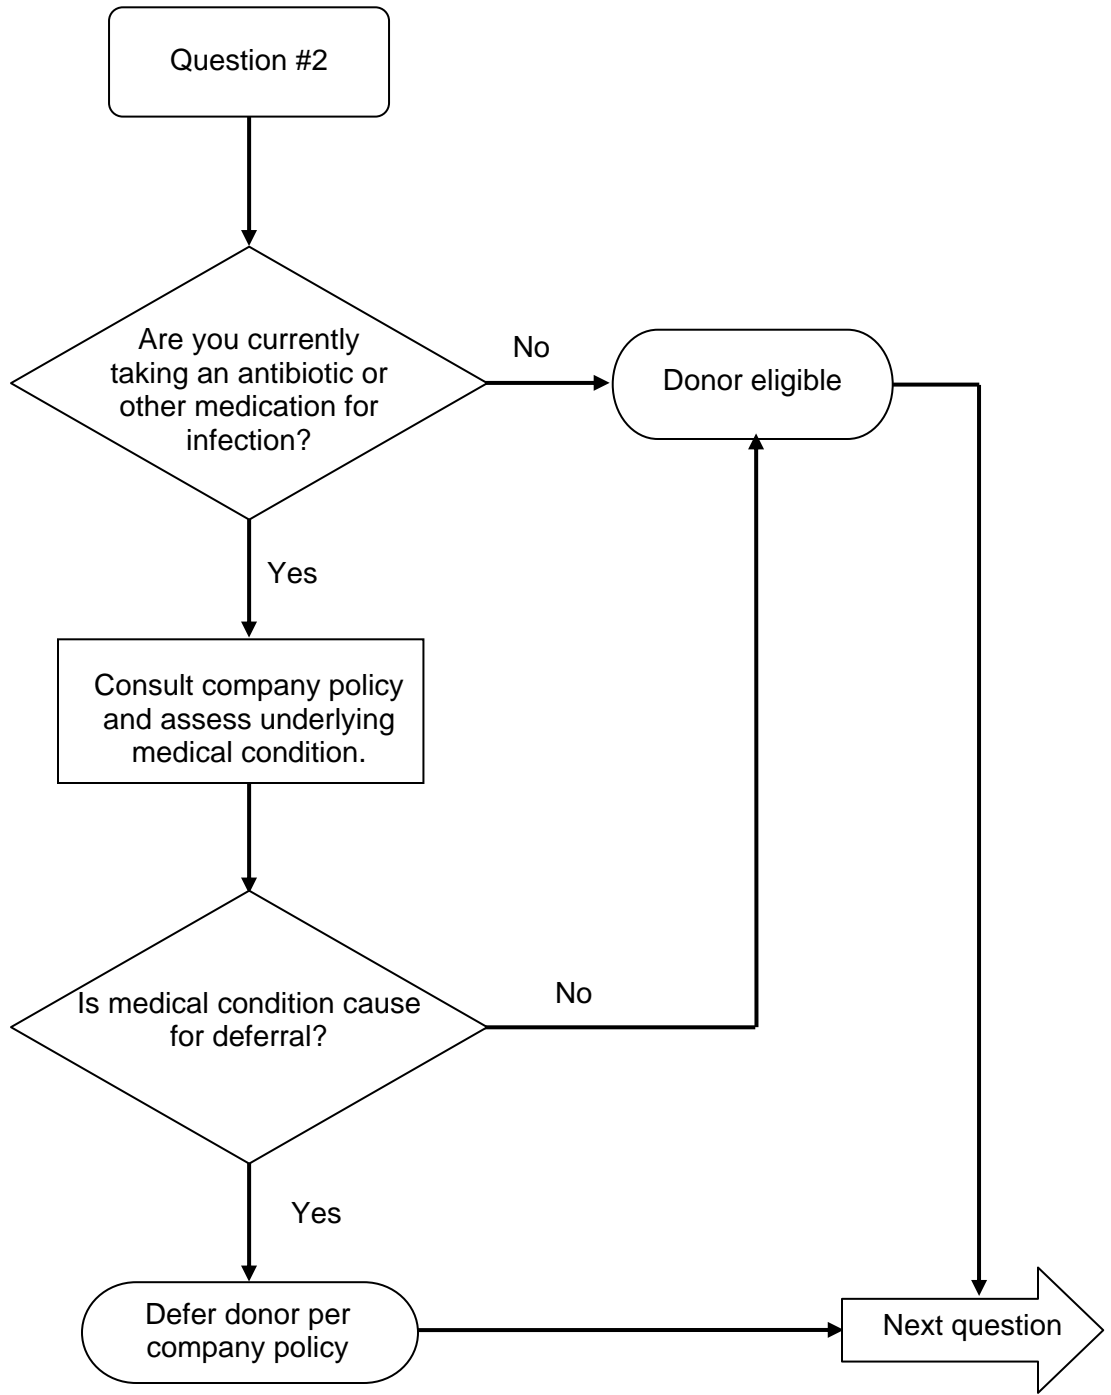 Question #2
Are you currently
taking an antibiotic or
other medication for
infection?
No
Donor eligible
Yes
Consult company policy
and assess underlying
medical condition.
Is medical condition cause
for deferral?
No
Yes
Defer donor per
company policy
Next question